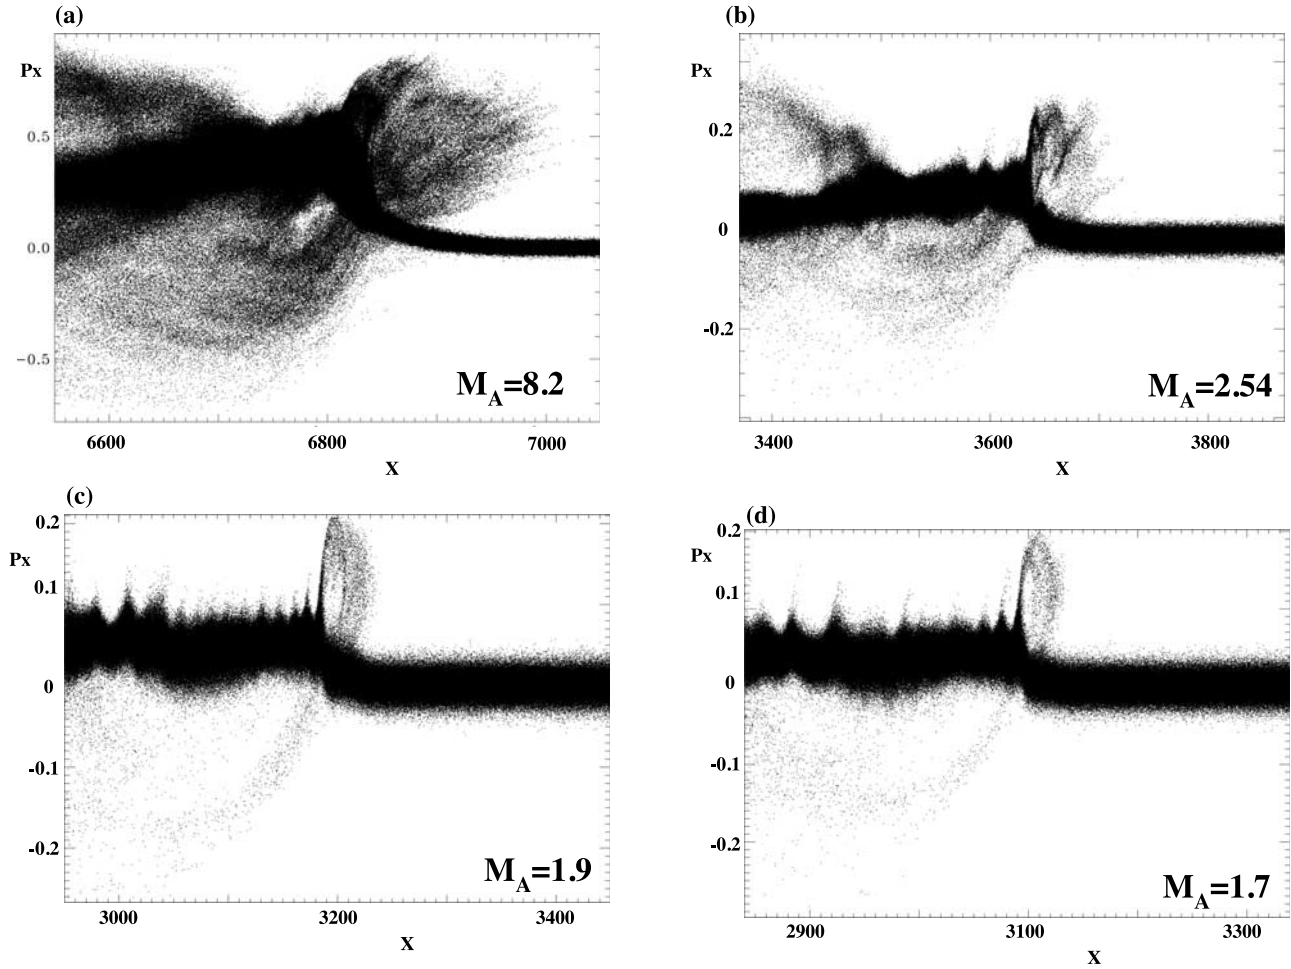 (a)
Px
0.5
0.0
−0.5
M_A=8.2
6600 6800 7000
X
(b)
Px
0.2
0
-0.2
M_A=2.54
3400 3600 3800
X
(c)
0.2
Px
0.1
0
-0.1
-0.2
M_A=1.9
3000 3200 3400
X
(d)
0.2
Px
0.1
0
-0.1
-0.2
M_A=1.7
2900 3100 3300
X